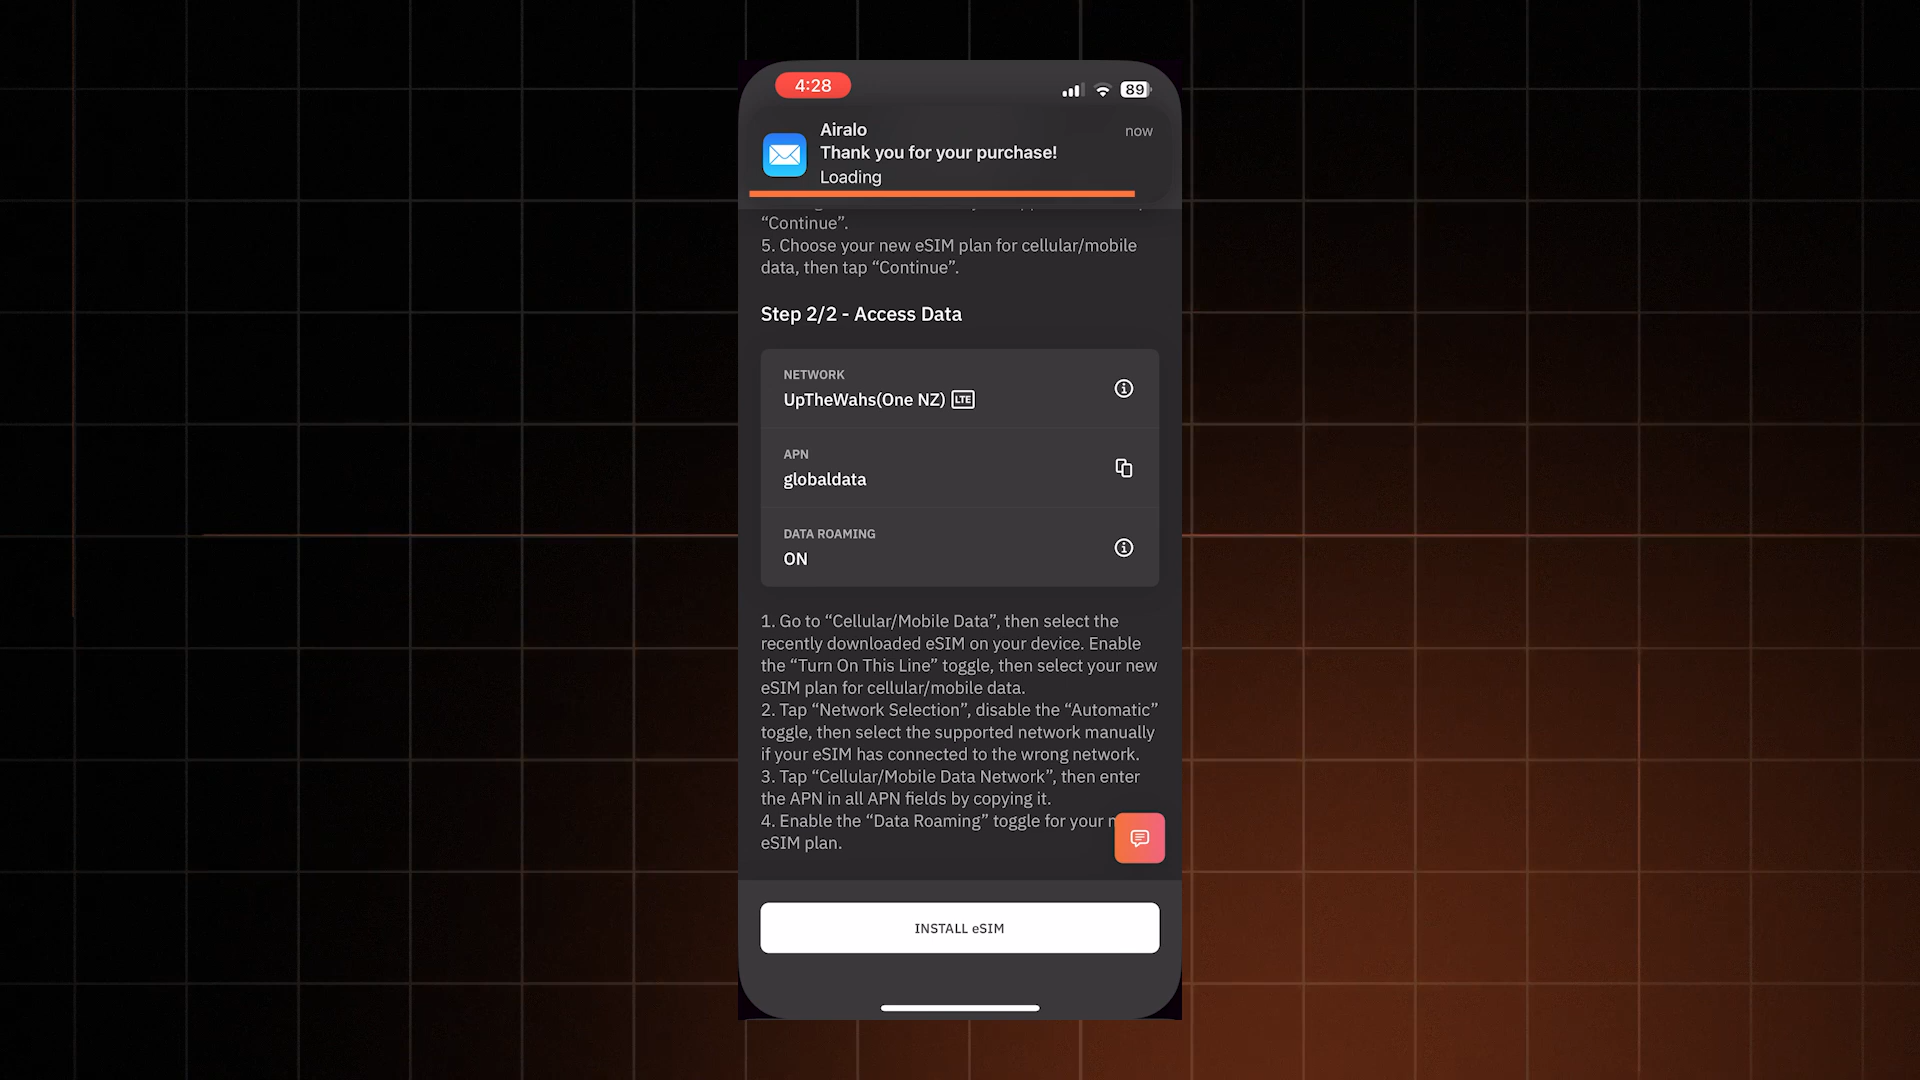 4:28
89
Airalo
now
Thank you for your purchase!
Loading
“Continue”.
5. Choose your new eSIM plan for cellular/mobile
data, then tap “Continue”.
Step 2/2 - Access Data
NETWORK
UpTheWahs(One NZ) LTE
APN
globaldata
DATA ROAMING
ON
1. Go to “Cellular/Mobile Data”, then select the
recently downloaded eSIM on your device. Enable
the “Turn On This Line” toggle, then select your new
eSIM plan for cellular/mobile data.
2. Tap “Network Selection”, disable the “Automatic”
toggle, then select the supported network manually
if your eSIM has connected to the wrong network.
3. Tap “Cellular/Mobile Data Network”, then enter
the APN in all APN fields by copying it.
4. Enable the “Data Roaming” toggle for your
eSIM plan.
INSTALL eSIM